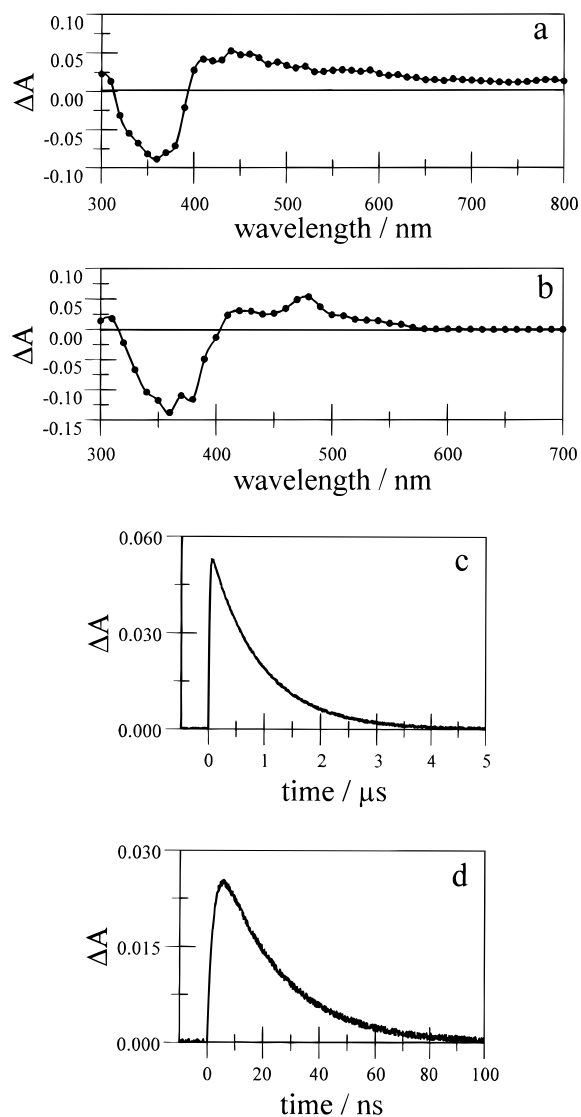 a
0.10
0.05
0.00
-0.05
-0.10
ΔA
300 400 500 600 700 800
wavelength / nm
b
0.10
0.05
0.00
-0.05
-0.10
-0.15
ΔA
300 400 500 600 700
wavelength / nm
c
0.060
0.030
0.000
ΔA
0 1 2 3 4 5
time / µs
d
0.030
0.015
0.000
ΔA
0 20 40 60 80 100
time / ns